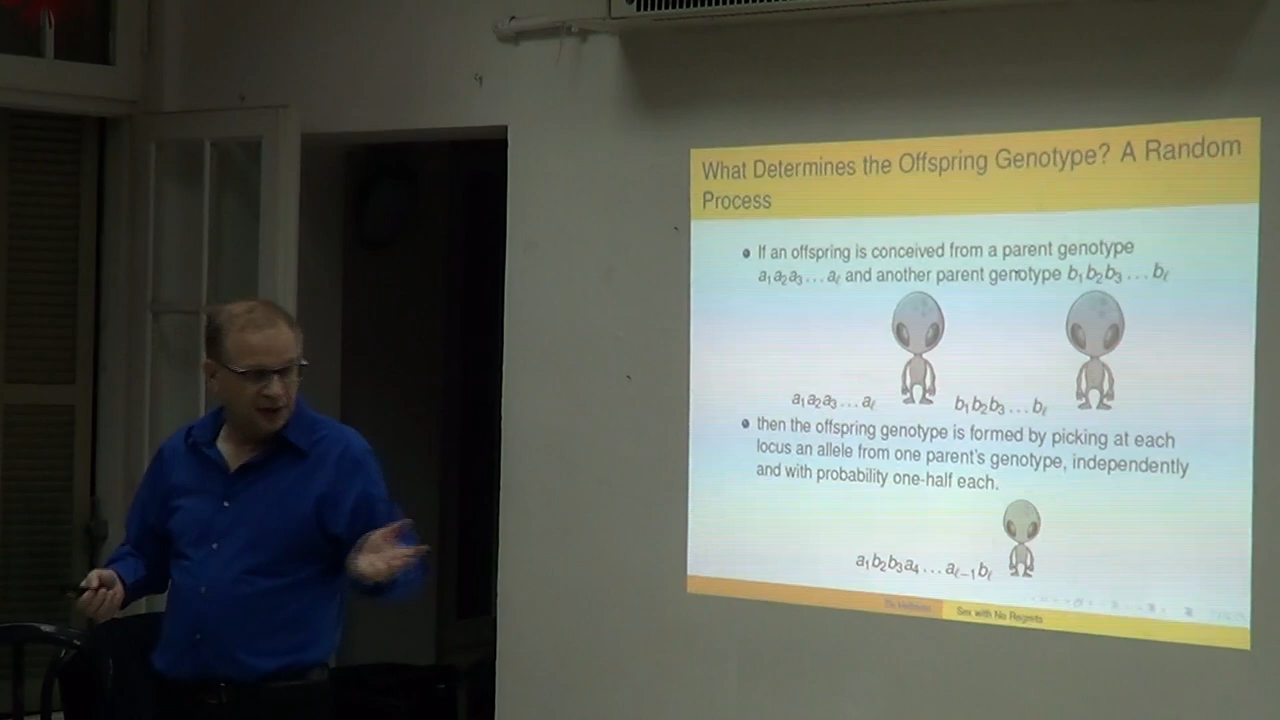 What Determines the Offspring Genotype? A Random
Process
If an offspring is conceived from a parent genotype
a₁a₂a₃…aℓ and another parent genotype b₁b₂b₃…bℓ
a₁a₂a₃…aℓ b₁b₂b₃…bℓ
then the offspring genotype is formed by picking at each
locus an allele from one parent's genotype, independently
and with probability one-half each.
a₁b₂b₃a₄…aℓ₋₁bℓ
Sex with No Regrets